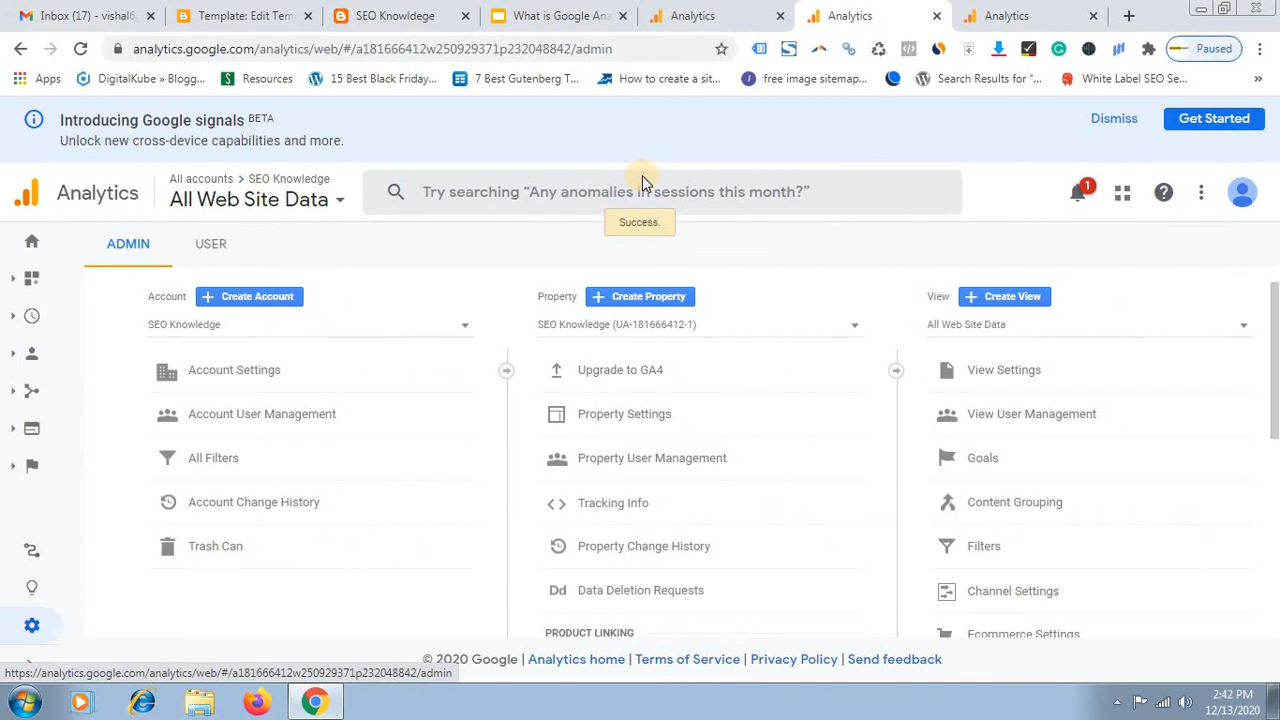 Inbox (17) - vishal6
Template: Edit Tem
SEO Knowldege
What is Google An
Analytics
Analytics
Analytics
analytics.google.com/analytics/web/#/a181666412w250929371p232048842/admin
Paused
Apps
DigitalKube » Blogg...
Resources
15 Best Black Friday...
7 Best Gutenberg T...
How to create a sit...
free image sitemap...
Search Results for “...
White Label SEO Se...
»
Introducing Google signals BETA
Unlock new cross-device capabilities and more.
Dismiss
Get Started
Analytics
All accounts > SEO Knowledge
All Web Site Data
Try searching “Any anomalies in sessions this month?”
1
Success.
ADMIN
USER
Account
+ Create Account
Property
+ Create Property
View
+ Create View
SEO Knowledge
SEO Knowledge (UA-181666412-1)
All Web Site Data
Account Settings
Account User Management
All Filters
Account Change History
Trash Can
Upgrade to GA4
Property Settings
Property User Management
Tracking Info
Property Change History
Dd Data Deletion Requests
PRODUCT LINKING
View Settings
View User Management
Goals
Content Grouping
Filters
Channel Settings
Ecommerce Settings
© 2020 Google | Analytics home | Terms of Service | Privacy Policy | Send feedback
https://analytics.google.com/analytics/web/#/a181666412w250929371p232048842/admin
2:42 PM
12/13/2020